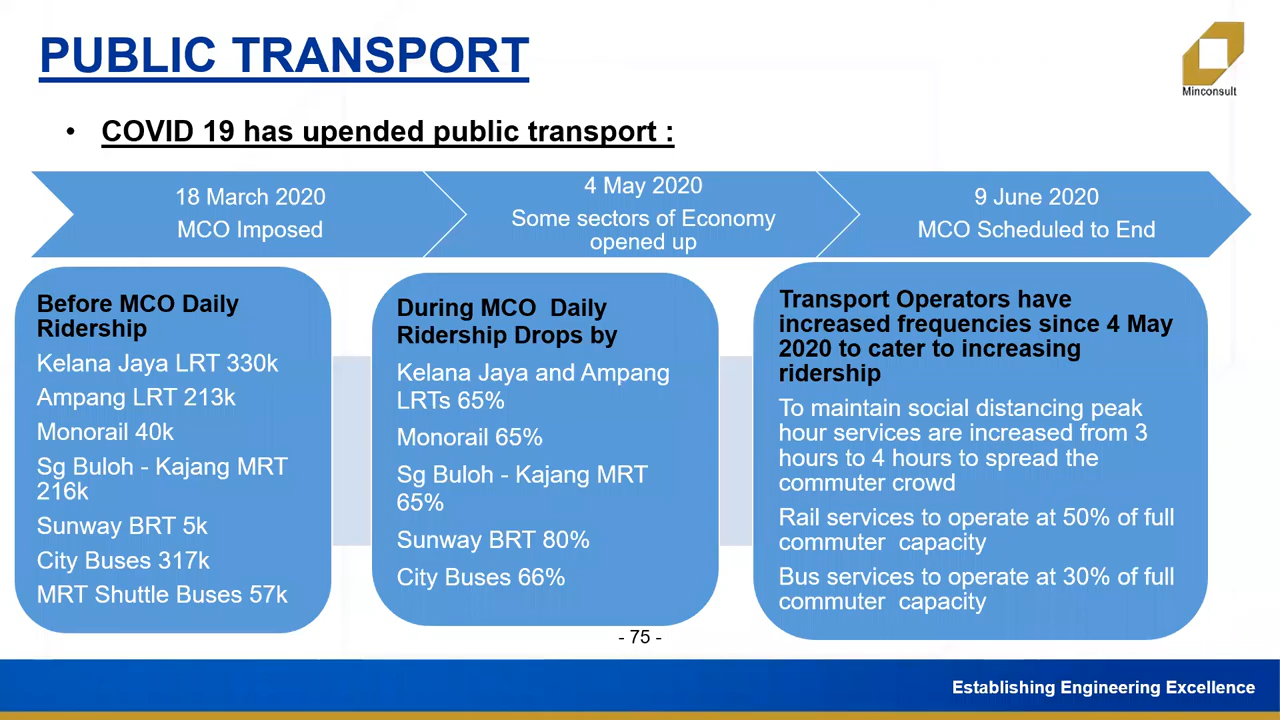 PUBLIC TRANSPORT
Minconsult
• COVID 19 has upended public transport :
18 March 2020
MCO Imposed
4 May 2020
Some sectors of Economy
opened up
9 June 2020
MCO Scheduled to End
Before MCO Daily
Ridership
Kelana Jaya LRT 330k
Ampang LRT 213k
Monorail 40k
Sg Buloh - Kajang MRT
216k
Sunway BRT 5k
City Buses 317k
MRT Shuttle Buses 57k
During MCO Daily
Ridership Drops by
Kelana Jaya and Ampang
LRTs 65%
Monorail 65%
Sg Buloh - Kajang MRT
65%
Sunway BRT 80%
City Buses 66%
Transport Operators have
increased frequencies since 4 May
2020 to cater to increasing
ridership
To maintain social distancing peak
hour services are increased from 3
hours to 4 hours to spread the
commuter crowd
Rail services to operate at 50% of full
commuter capacity
Bus services to operate at 30% of full
commuter capacity
- 75 -
Establishing Engineering Excellence